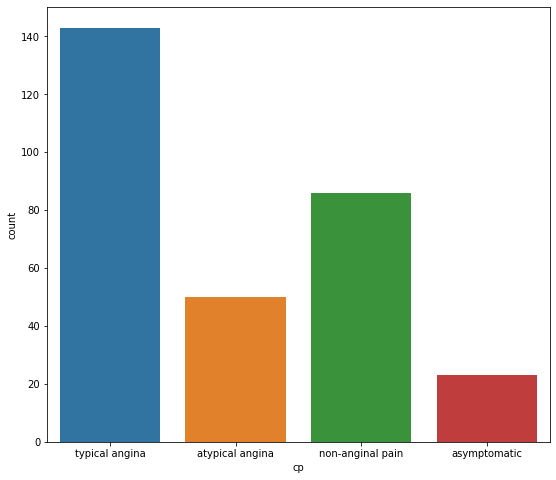 140
120
100
80
60
40
20
0
count
typical angina
atypical angina
non-anginal pain
asymptomatic
cp